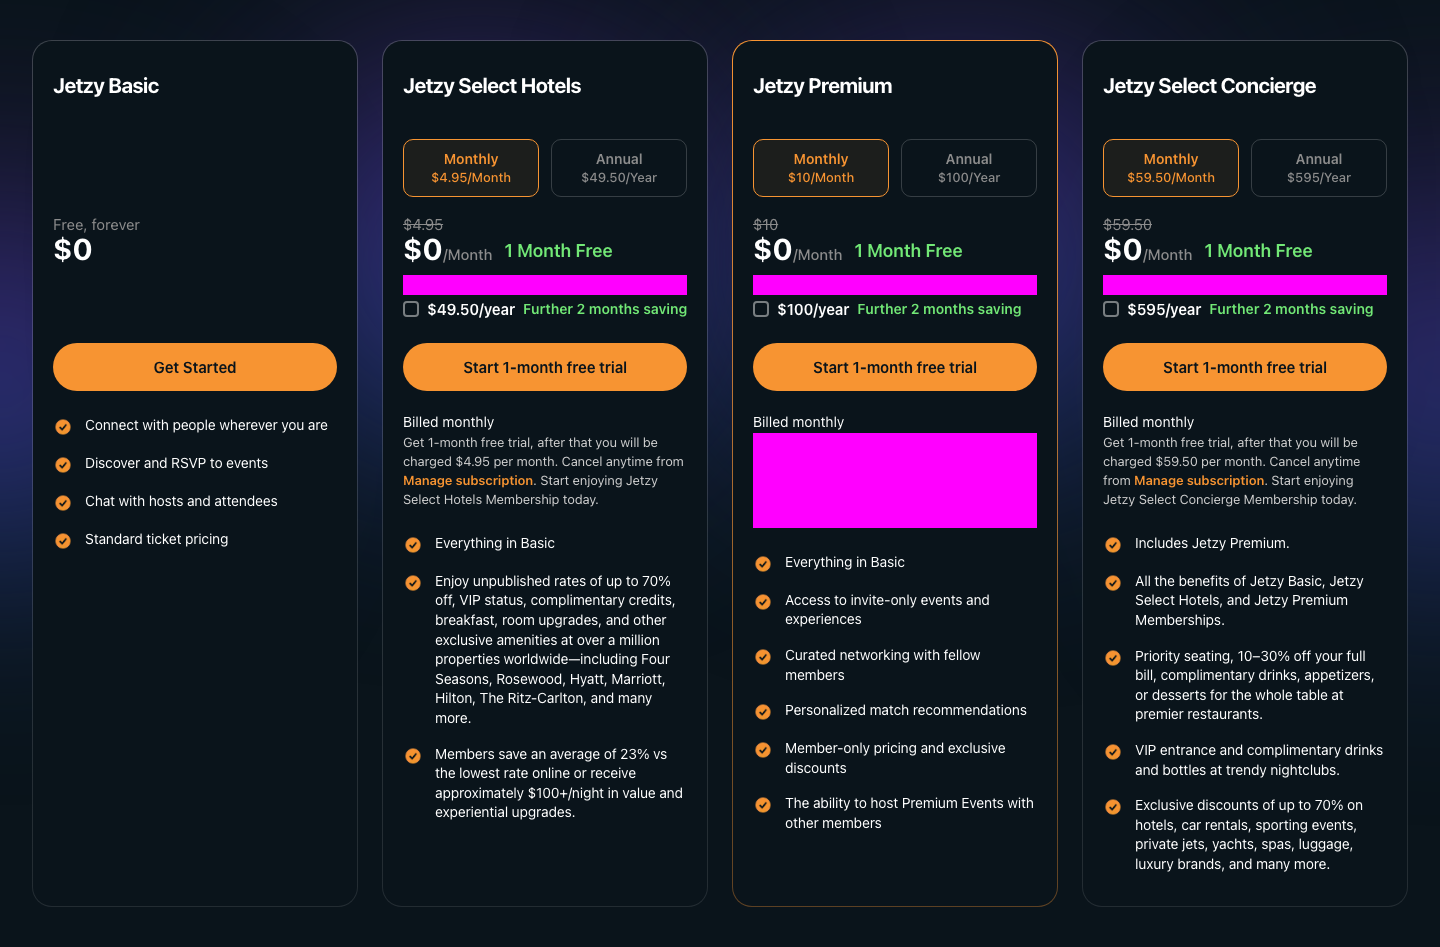 Jetzy Basic
Free, forever
$0
Get Started
Connect with people wherever you are
Discover and RSVP to events
Chat with hosts and attendees
Standard ticket pricing
Jetzy Select Hotels
Monthly
$4.95/Month
Annual
$49.50/Year
$4.95
$0/Month 1 Month Free
$49.50/year Further 2 months saving
Start 1-month free trial
Billed monthly
Get 1-month free trial, after that you will be
charged $4.95 per month. Cancel anytime from
Manage subscription. Start enjoying Jetzy
Select Hotels Membership today.
Everything in Basic
Enjoy unpublished rates of up to 70%
off, VIP status, complimentary credits,
breakfast, room upgrades, and other
exclusive amenities at over a million
properties worldwide—including Four
Seasons, Rosewood, Hyatt, Marriott,
Hilton, The Ritz-Carlton, and many
more.
Members save an average of 23% vs
the lowest rate online or receive
approximately $100+/night in value and
experiential upgrades.
Jetzy Premium
Monthly
$10/Month
Annual
$100/Year
$10
$0/Month 1 Month Free
$100/year Further 2 months saving
Start 1-month free trial
Billed monthly
Everything in Basic
Access to invite-only events and
experiences
Curated networking with fellow
members
Personalized match recommendations
Member-only pricing and exclusive
discounts
The ability to host Premium Events with
other members
Jetzy Select Concierge
Monthly
$59.50/Month
Annual
$595/Year
$59.50
$0/Month 1 Month Free
$595/year Further 2 months saving
Start 1-month free trial
Billed monthly
Get 1-month free trial, after that you will be
charged $59.50 per month. Cancel anytime
from Manage subscription. Start enjoying
Jetzy Select Concierge Membership today.
Includes Jetzy Premium.
All the benefits of Jetzy Basic, Jetzy
Select Hotels, and Jetzy Premium
Memberships.
Priority seating, 10–30% off your full
bill, complimentary drinks, appetizers,
or desserts for the whole table at
premier restaurants.
VIP entrance and complimentary drinks
and bottles at trendy nightclubs.
Exclusive discounts of up to 70% on
hotels, car rentals, sporting events,
private jets, yachts, spas, luggage,
luxury brands, and many more.